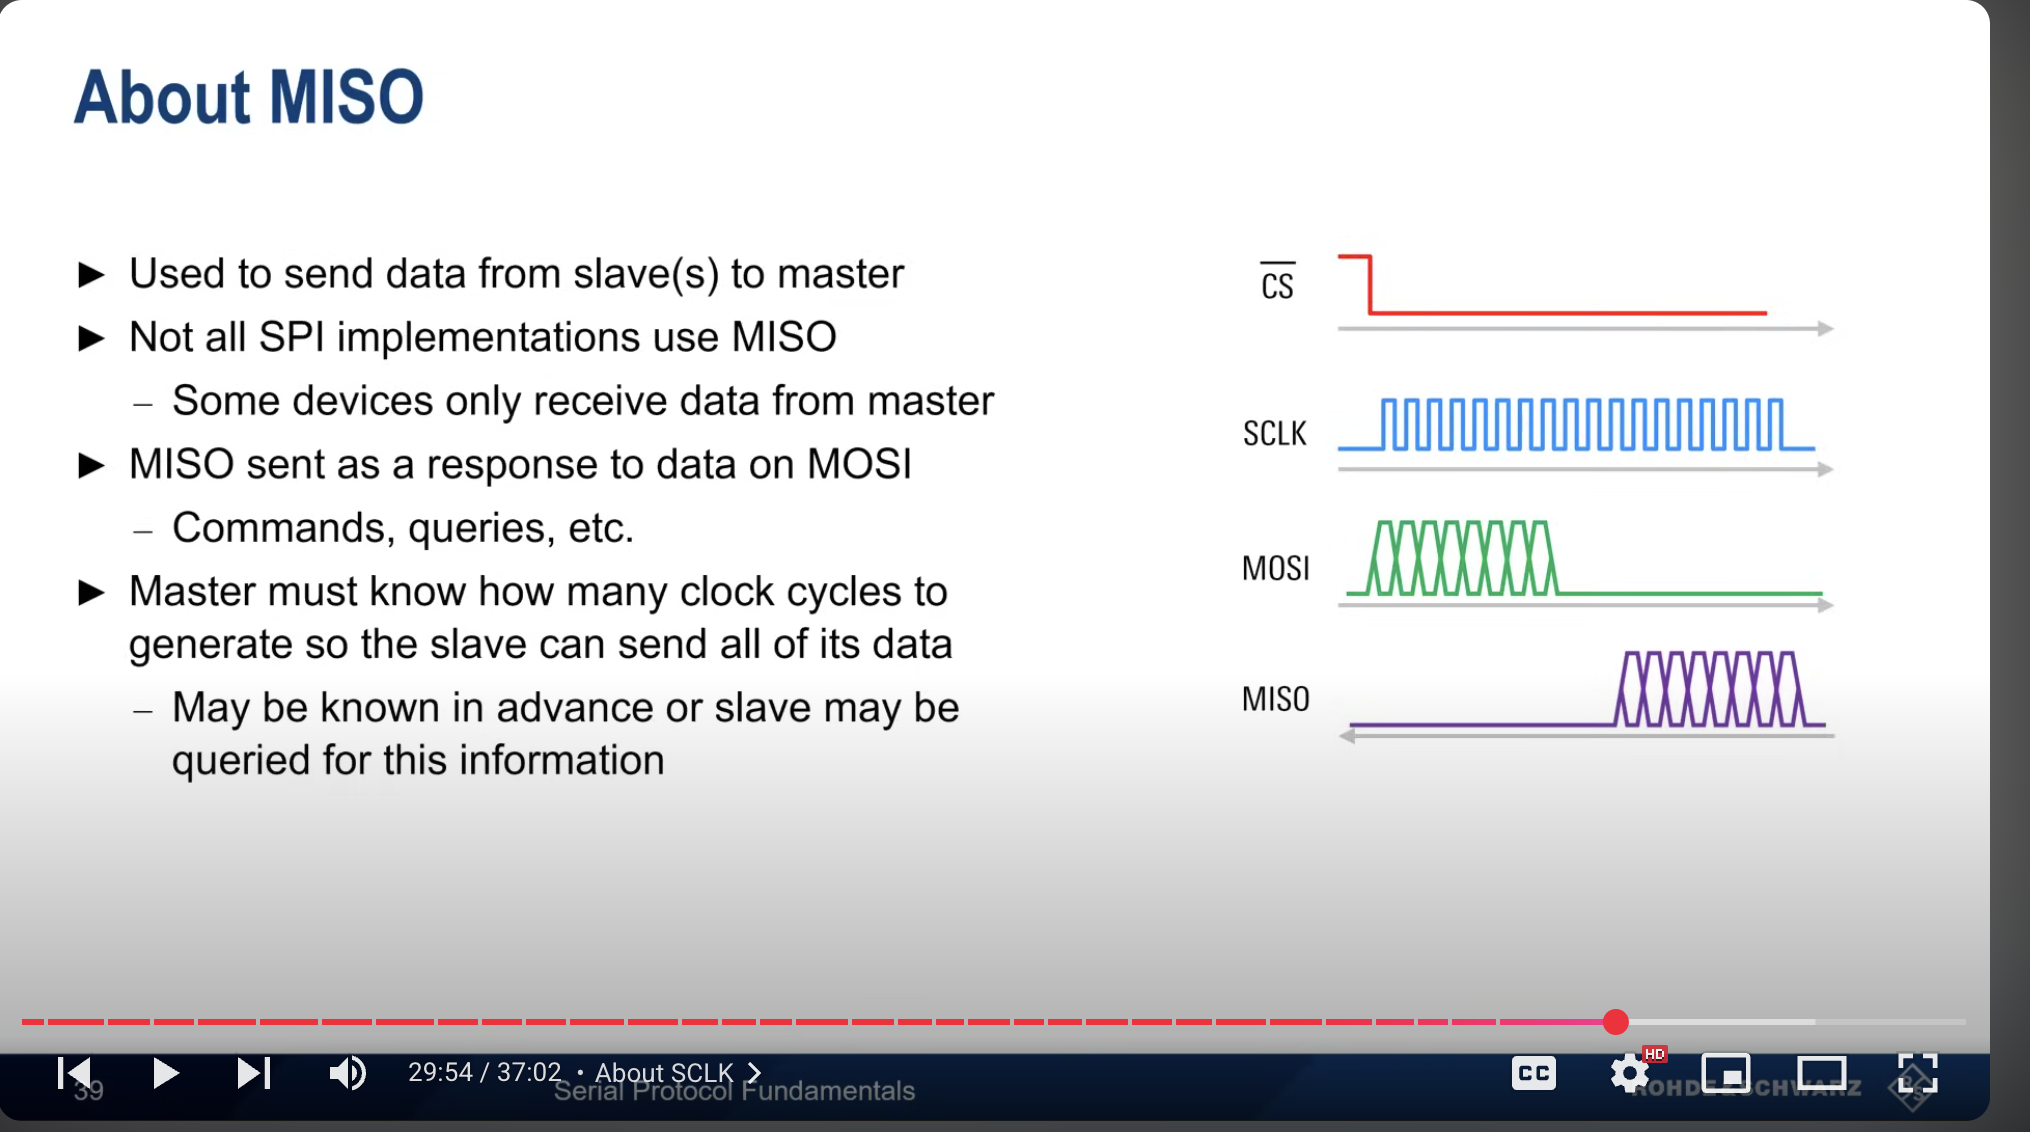 About MISO
► Used to send data from slave(s) to master
► Not all SPI implementations use MISO
– Some devices only receive data from master
► MISO sent as a response to data on MOSI
– Commands, queries, etc.
► Master must know how many clock cycles to
generate so the slave can send all of its data
– May be known in advance or slave may be
queried for this information
CS
SCLK
MOSI
MISO
HD
29:54 / 37:02 • About SCLK
CC
39
Serial Protocol Fundamentals
ROHDE & SCHWARZ